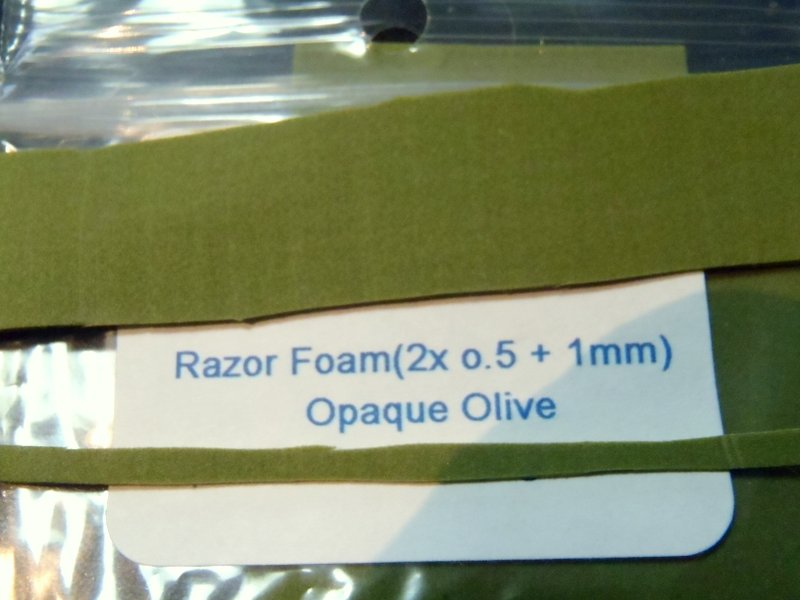 Razor Foam(2x o.5 + 1mm)
Opaque Olive